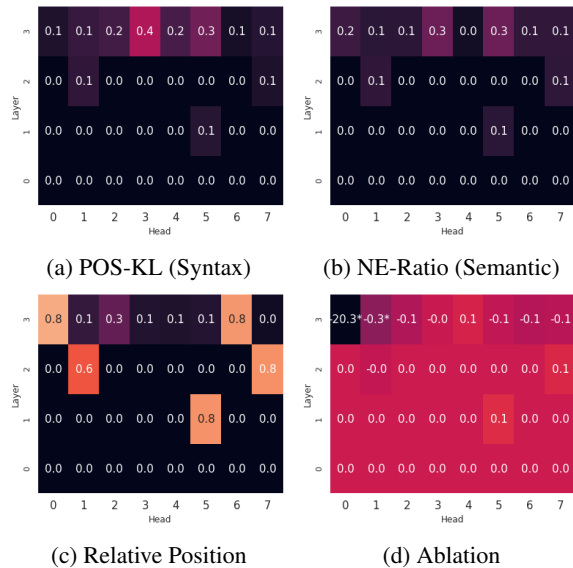 Layer
3 0.1 0.1 0.2 0.4 0.2 0.3 0.1 0.1
2 0.0 0.1 0.0 0.0 0.0 0.0 0.0 0.1
1 0.0 0.0 0.0 0.0 0.0 0.1 0.0 0.0
0 0.0 0.0 0.0 0.0 0.0 0.0 0.0 0.0
0 1 2 3 4 5 6 7
Head
(a) POS-KL (Syntax)
Layer
3 0.2 0.1 0.1 0.3 0.0 0.3 0.1 0.1
2 0.0 0.1 0.0 0.0 0.0 0.0 0.0 0.1
1 0.0 0.0 0.0 0.0 0.0 0.1 0.0 0.0
0 0.0 0.0 0.0 0.0 0.0 0.0 0.0 0.0
0 1 2 3 4 5 6 7
Head
(b) NE-Ratio (Semantic)
Layer
3 0.8 0.1 0.3 0.1 0.1 0.1 0.8 0.0
2 0.0 0.6 0.0 0.0 0.0 0.0 0.0 0.8
1 0.0 0.0 0.0 0.0 0.0 0.8 0.0 0.0
0 0.0 0.0 0.0 0.0 0.0 0.0 0.0 0.0
0 1 2 3 4 5 6 7
Head
(c) Relative Position
Layer
3 -20.3* -0.3* -0.1 -0.0 0.1 -0.1 -0.1 -0.1
2 0.0 -0.0 0.0 0.0 0.0 0.0 0.0 0.1
1 0.0 0.0 0.0 0.0 0.0 0.1 0.0 0.0
0 0.0 0.0 0.0 0.0 0.0 0.0 0.0 0.0
0 1 2 3 4 5 6 7
Head
(d) Ablation